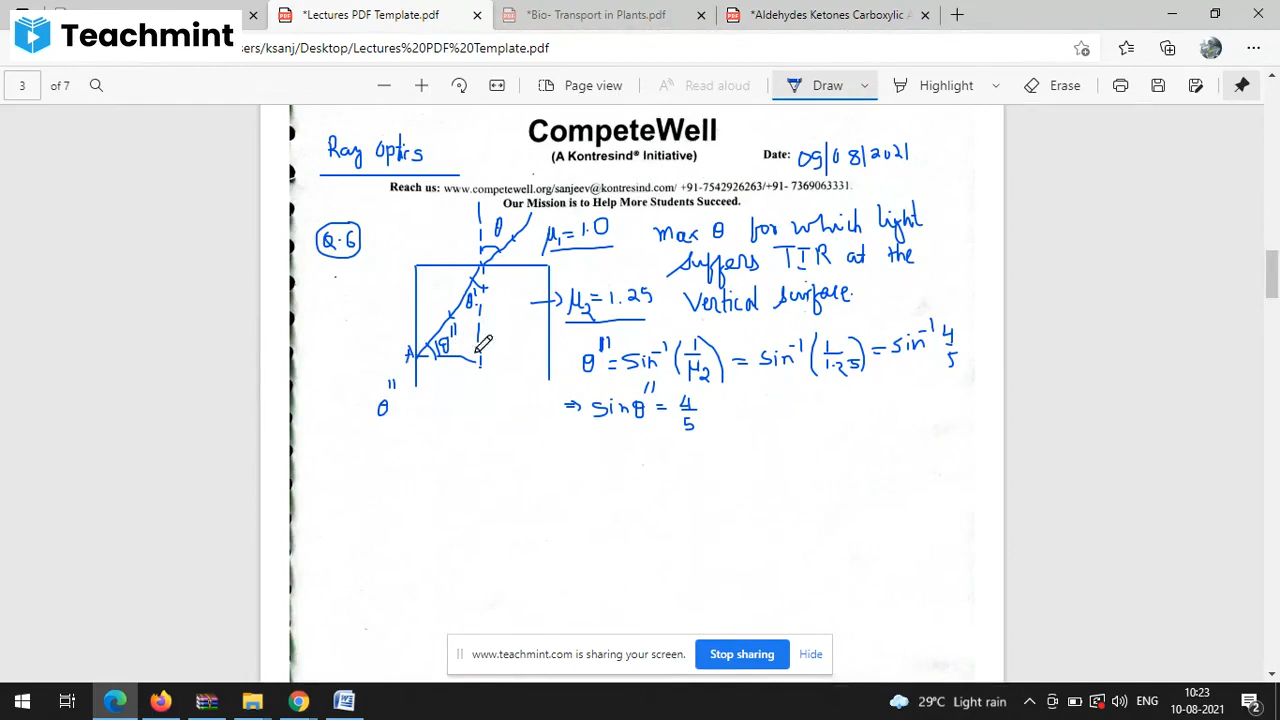 *Lectures PDF Template.pdf
*Bio- Transport in Plants.pdf
*Aldehydes Ketones Carboxylic A
Teachmint
ers/ksanj/Desktop/Lectures%20PDF%20Template.pdf
3 of 7
Page view
Read aloud
Draw
Highlight
Erase
CompeteWell
(A Kontresind® Initiative)
Ray Optics
Date: 09/08/2021
Reach us: www.competewell.org/sanjeev@kontresind.com/ +91-7542926263/+91- 7369063331.
Our Mission is to Help More Students Succeed.
Q.6
θ
μ₁=1.0
max θ for which light
suffers TIR at the
vertical surface.
θ'
μ₂=1.25
θ''
A
θ'' = sin⁻¹(1/μ₂) = sin⁻¹(1/1.25) = sin⁻¹ 4/5
θ''
⇒ sinθ'' = 4/5
www.teachmint.com is sharing your screen.
Stop sharing
Hide
29°C Light rain
ENG
10:23
10-08-2021
2